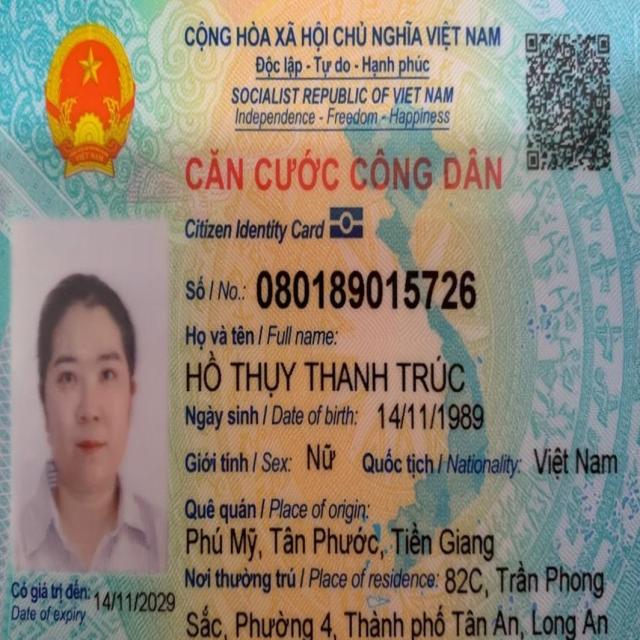 CỘNG HÒA XÃ HỘI CHỦ NGHĨA VIỆT NAM
Độc lập - Tự do - Hạnh phúc
SOCIALIST REPUBLIC OF VIET NAM
Independence - Freedom - Happiness
CĂN CƯỚC CÔNG DÂN
Citizen Identity Card
Số / No.: 080189015726
Họ và tên / Full name:
HỒ THỤY THANH TRÚC
Ngày sinh / Date of birth: 14/11/1989
Giới tính / Sex: Nữ Quốc tịch / Nationality: Việt Nam
Quê quán / Place of origin:
Phú Mỹ, Tân Phước, Tiền Giang
Nơi thường trú / Place of residence: 82C, Trần Phong
Sắc, Phường 4, Thành phố Tân An, Long An
Có giá trị đến: 14/11/2029
Date of expiry
VIỆT NAM